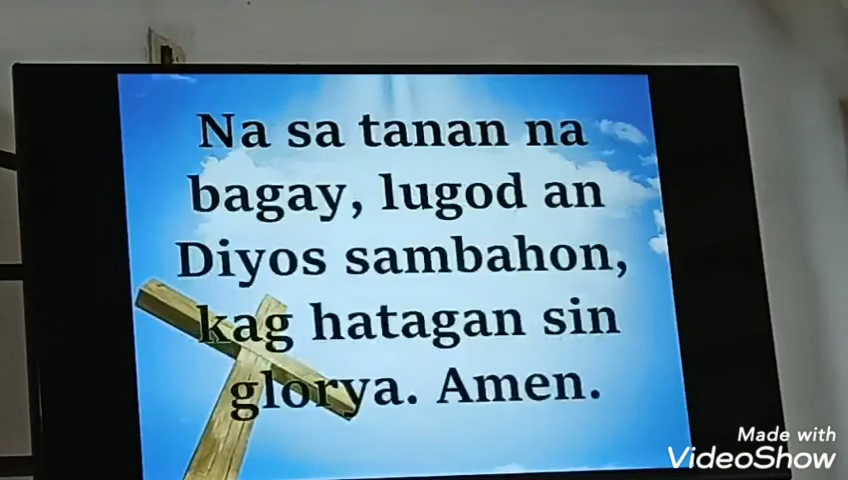 Na sa tanan na
bagay, lugod an
Diyos sambahon,
kag hatagan sin
glorya. Amen.
Made with
VideoShow